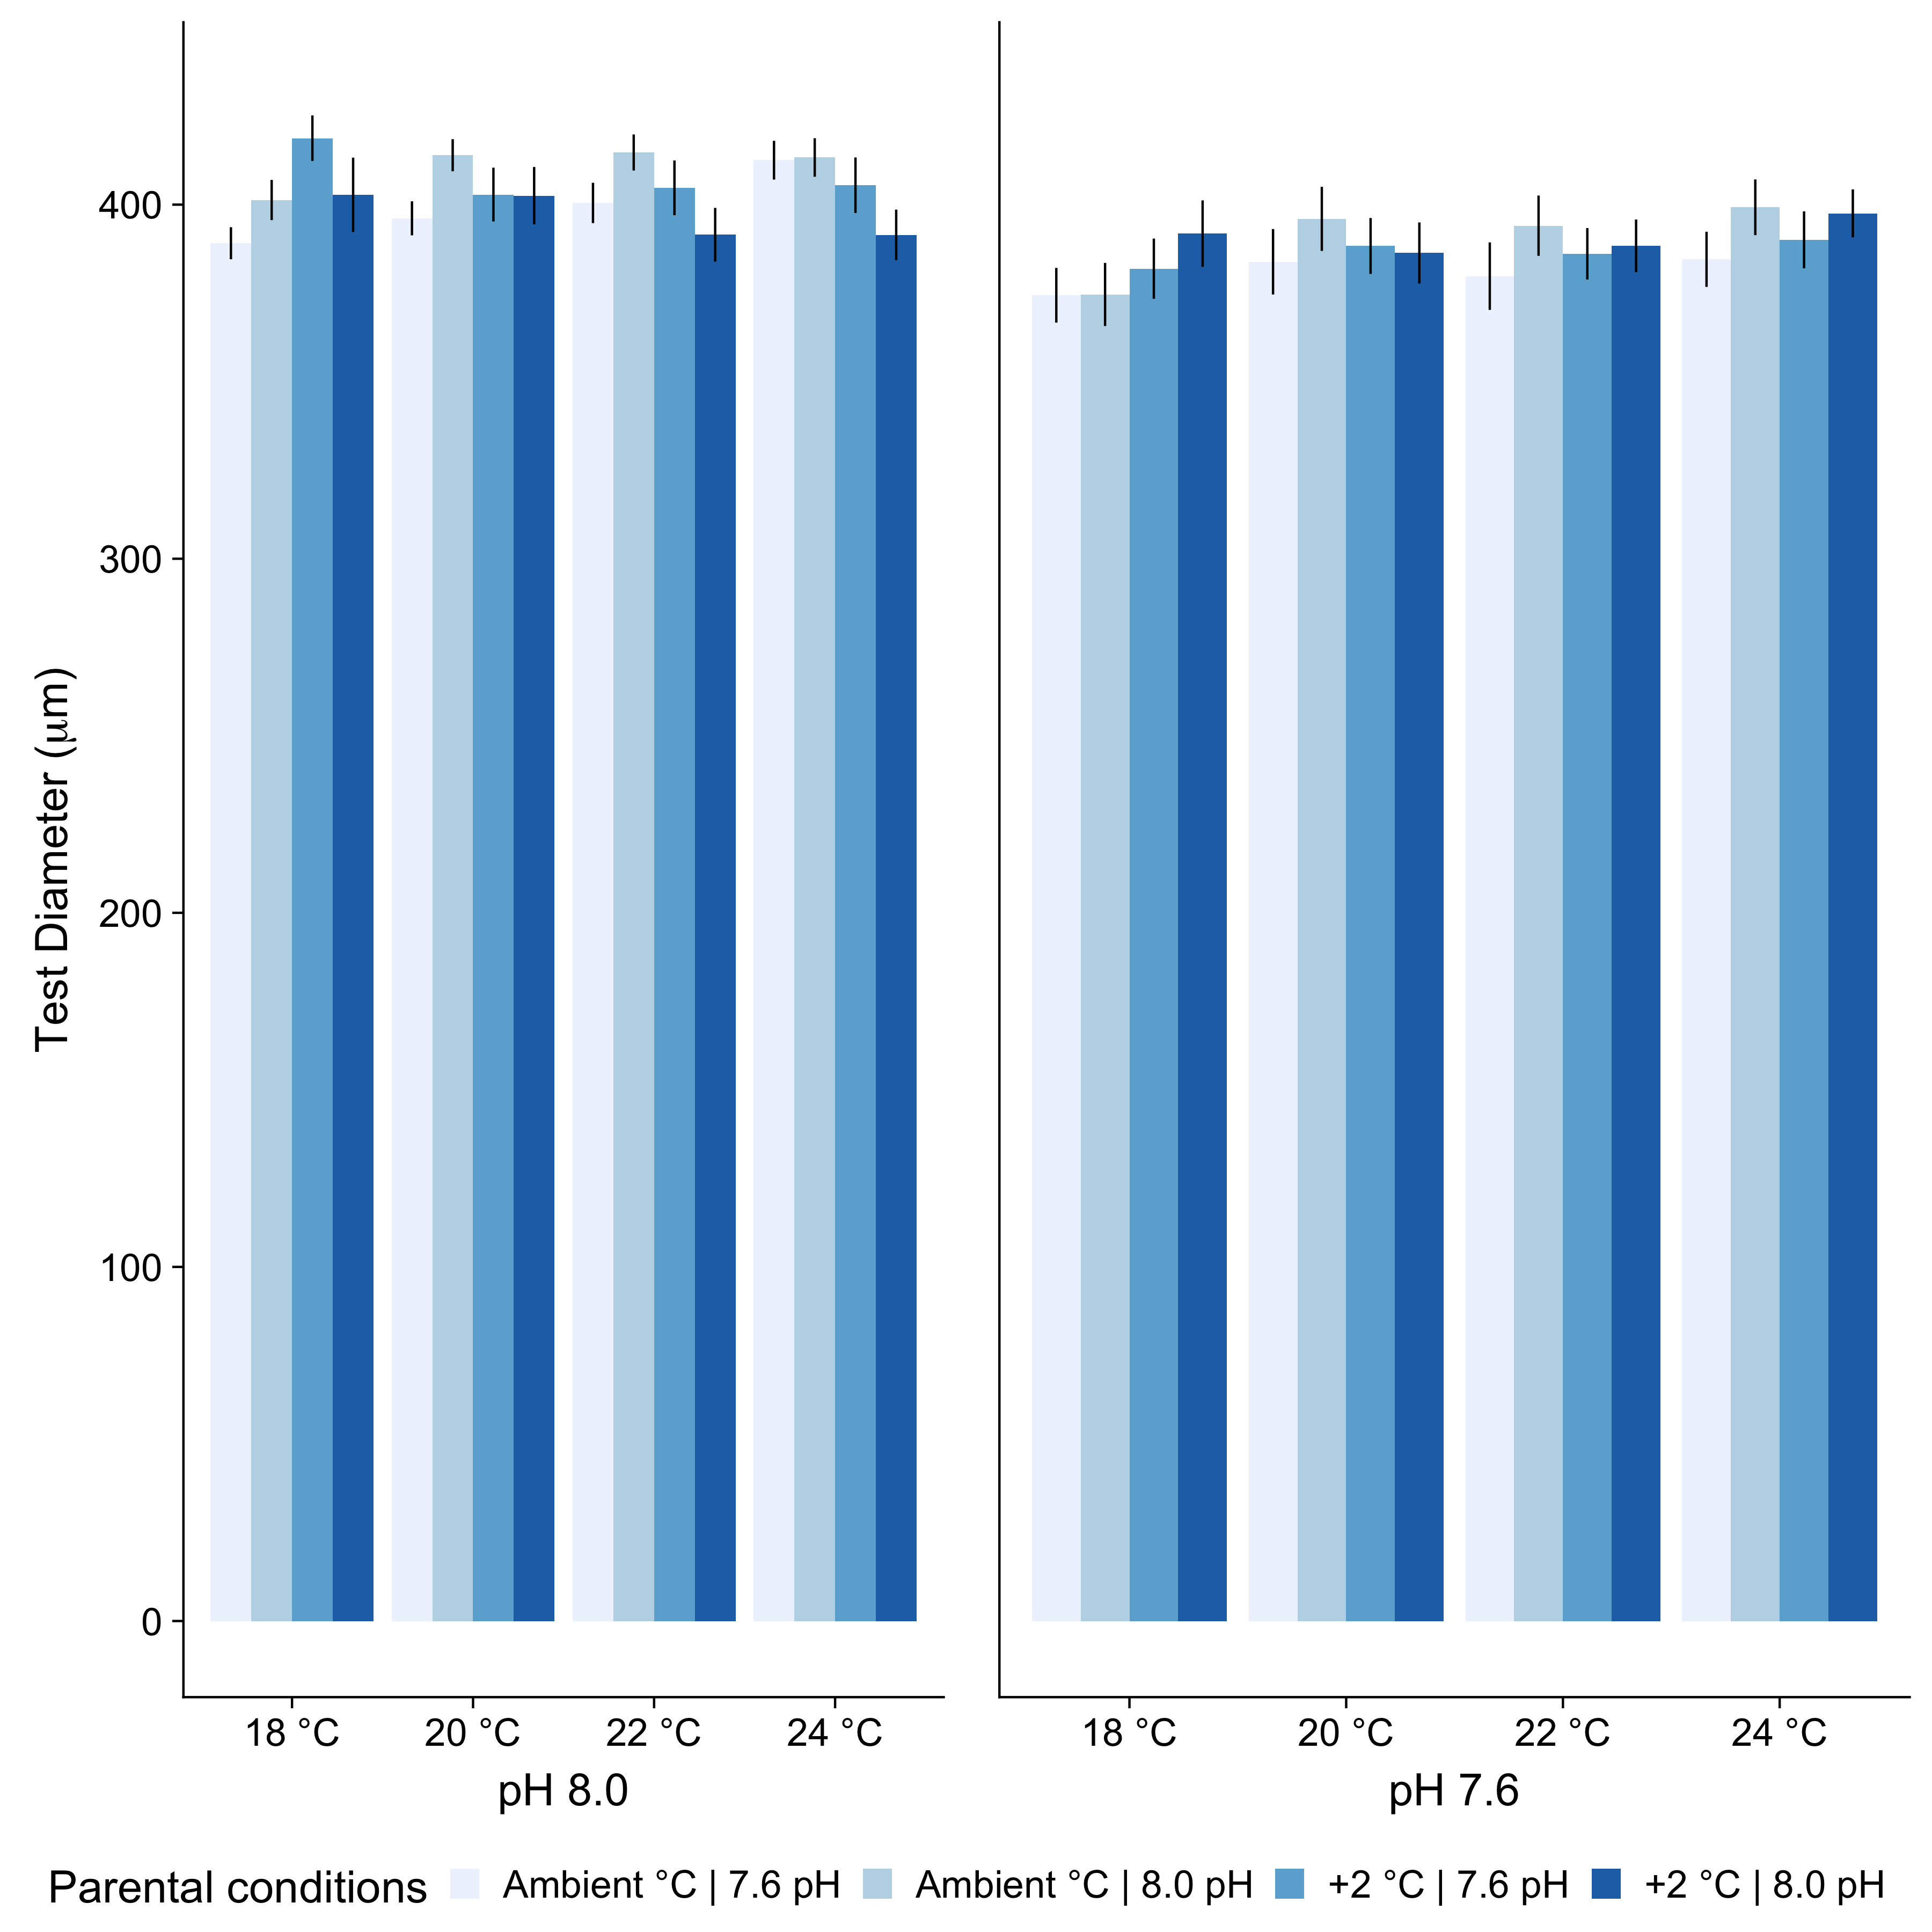 Test Diameter (µm)
400
300
200
100
0
18 °C 20 °C 22 °C 24 °C
18 °C 20 °C 22 °C 24 °C
pH 8.0
pH 7.6
Parental conditions Ambient °C | 7.6 pH Ambient °C | 8.0 pH +2 °C | 7.6 pH +2 °C | 8.0 pH